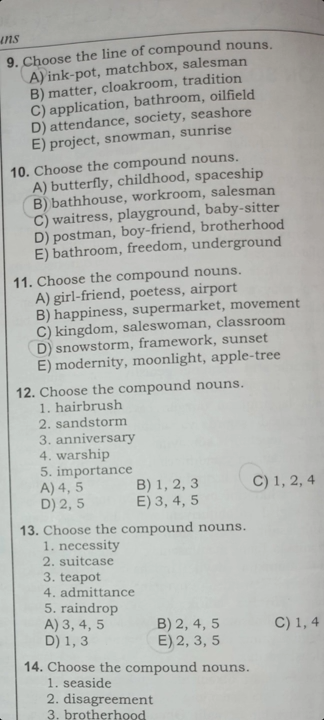 uns
9. Choose the line of compound nouns.
A) ink-pot, matchbox, salesman
B) matter, cloakroom, tradition
C) application, bathroom, oilfield
D) attendance, society, seashore
E) project, snowman, sunrise
10. Choose the compound nouns.
A) butterfly, childhood, spaceship
B) bathhouse, workroom, salesman
C) waitress, playground, baby-sitter
D) postman, boy-friend, brotherhood
E) bathroom, freedom, underground
11. Choose the compound nouns.
A) girl-friend, poetess, airport
B) happiness, supermarket, movement
C) kingdom, saleswoman, classroom
D) snowstorm, framework, sunset
E) modernity, moonlight, apple-tree
12. Choose the compound nouns.
1. hairbrush
2. sandstorm
3. anniversary
4. warship
5. importance
A) 4, 5 B) 1, 2, 3 C) 1, 2, 4
D) 2, 5 E) 3, 4, 5
13. Choose the compound nouns.
1. necessity
2. suitcase
3. teapot
4. admittance
5. raindrop
A) 3, 4, 5 B) 2, 4, 5 C) 1, 4
D) 1, 3 E) 2, 3, 5
14. Choose the compound nouns.
1. seaside
2. disagreement
3. brotherhood